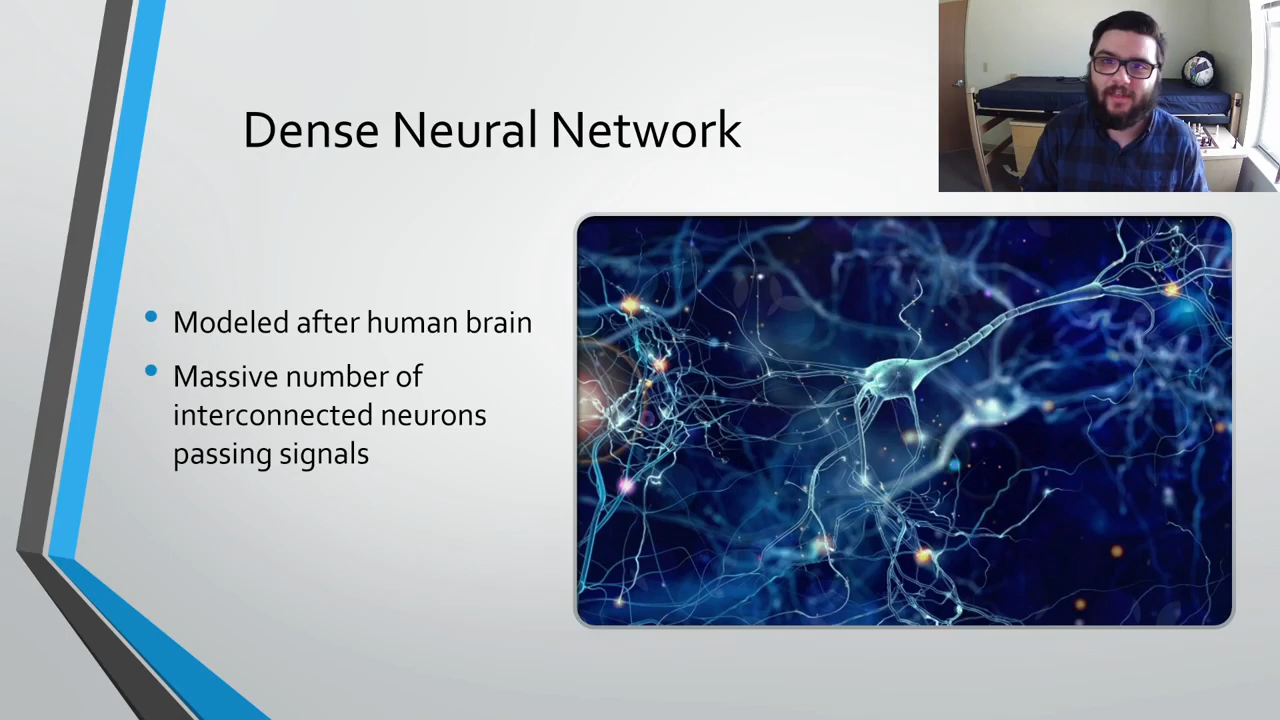 Dense Neural Network
• Modeled after human brain
• Massive number of
interconnected neurons
passing signals